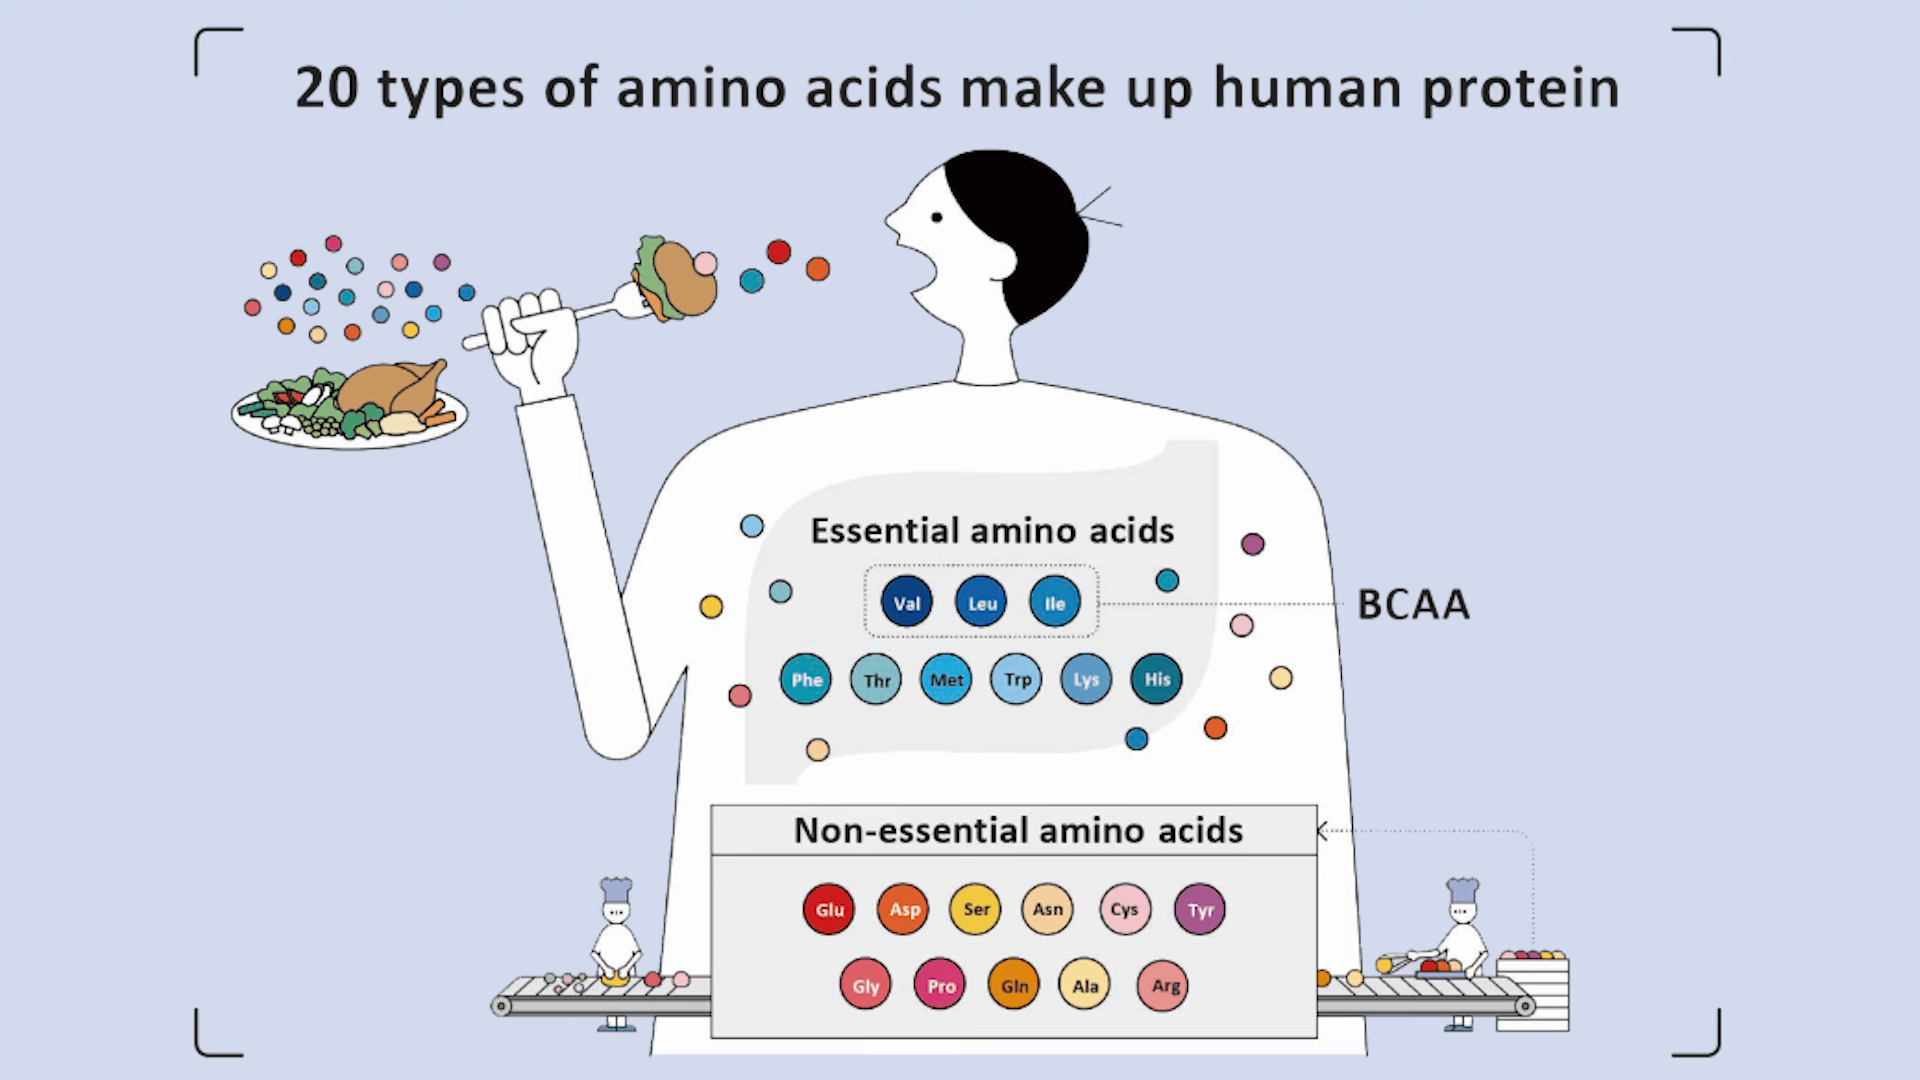 20 types of amino acids make up human protein
Essential amino acids
Val Leu Ile
BCAA
Phe Thr Met Trp Lys His
Non-essential amino acids
Glu Asp Ser Asn Cys Tyr
Gly Pro Gln Ala Arg